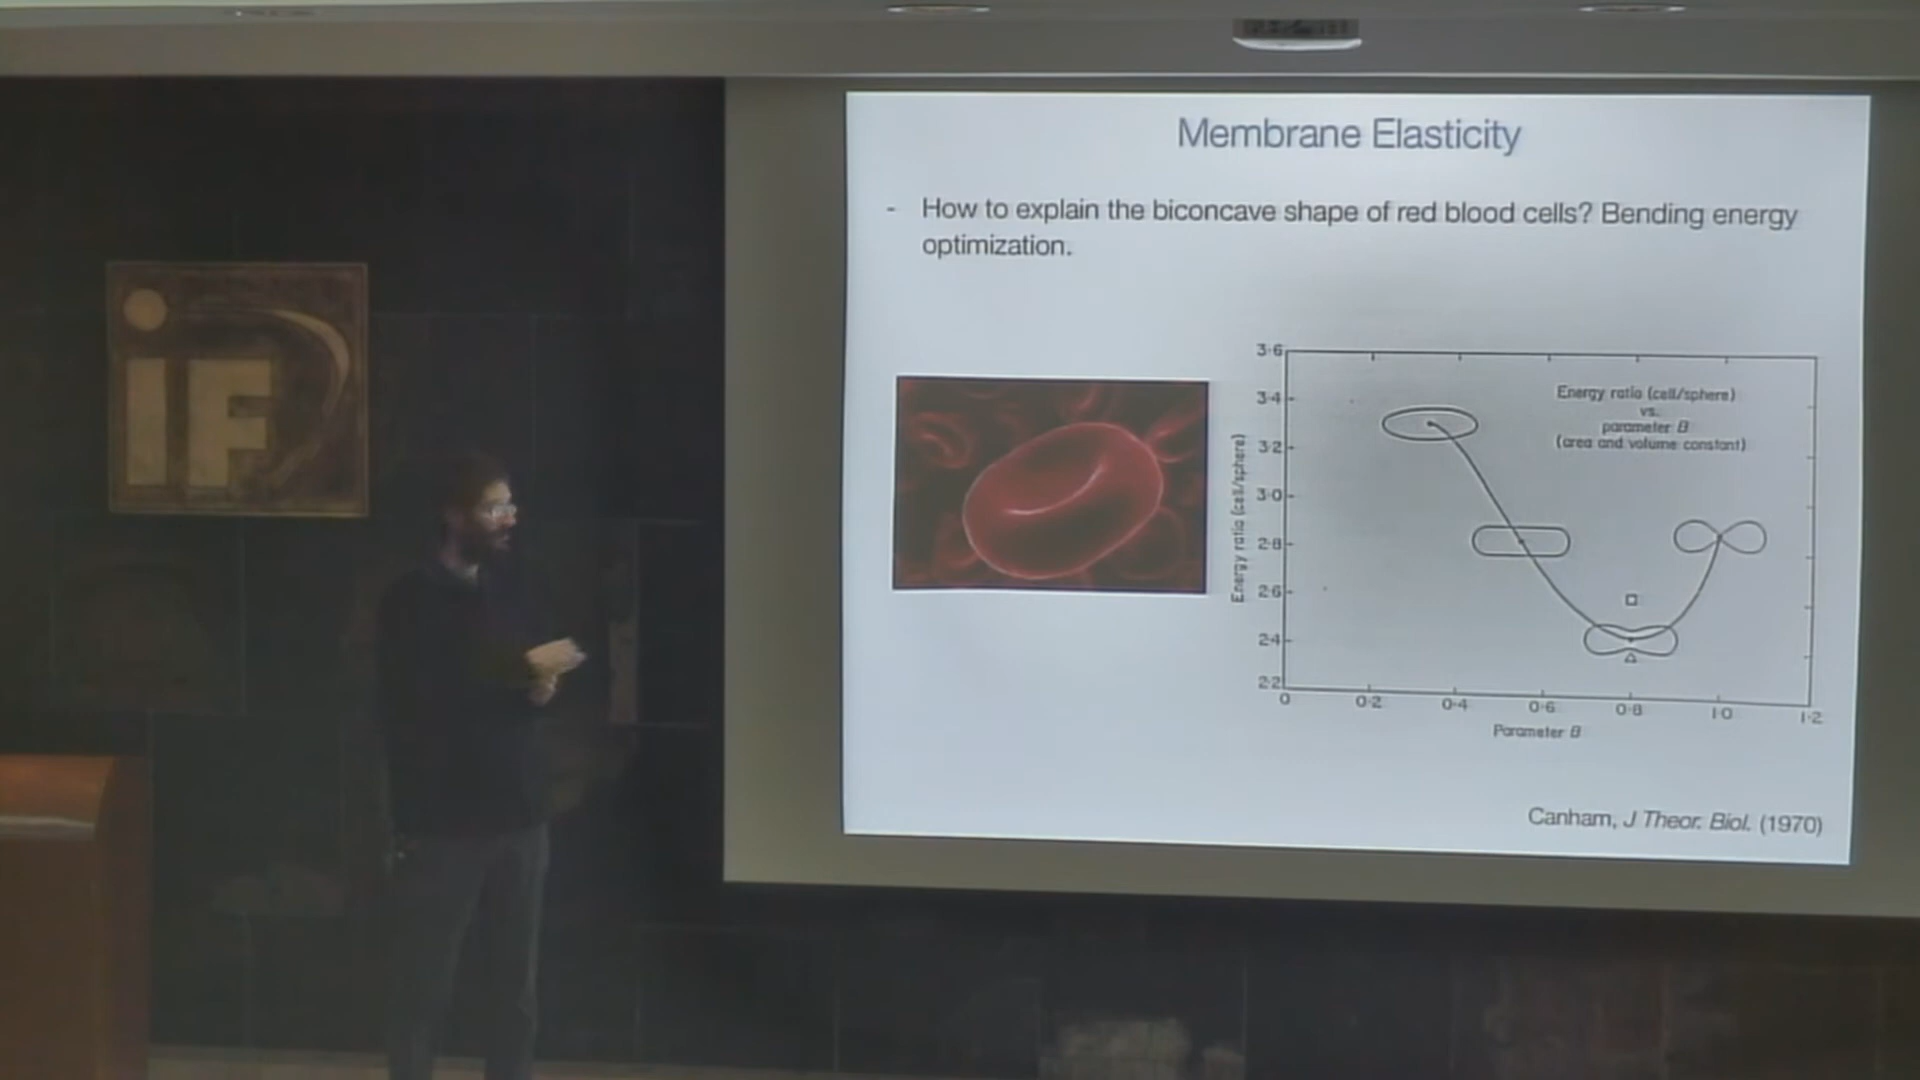 iF
Membrane Elasticity
- How to explain the biconcave shape of red blood cells? Bending energy
optimization.
3·6
3·4
3·2
3·0
2·8
2·6
2·4
2·2
Energy ratio (cell/sphere)
Energy ratio (cell/sphere)
vs.
parameter B
(area and volume constant)
0
0·2
0·4
0·6
0·8
1·0
1·2
Parameter B
Canham, J Theor. Biol. (1970)